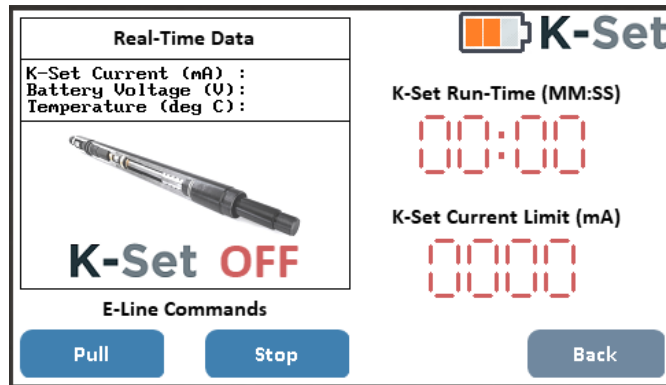 Real-Time Data
K-Set Current (mA) :
Battery Voltage (V):
Temperature (deg C):
K-Set OFF
E-Line Commands
Pull
Stop
K-Set
K-Set Run-Time (MM:SS)
00:00
K-Set Current Limit (mA)
0000
Back